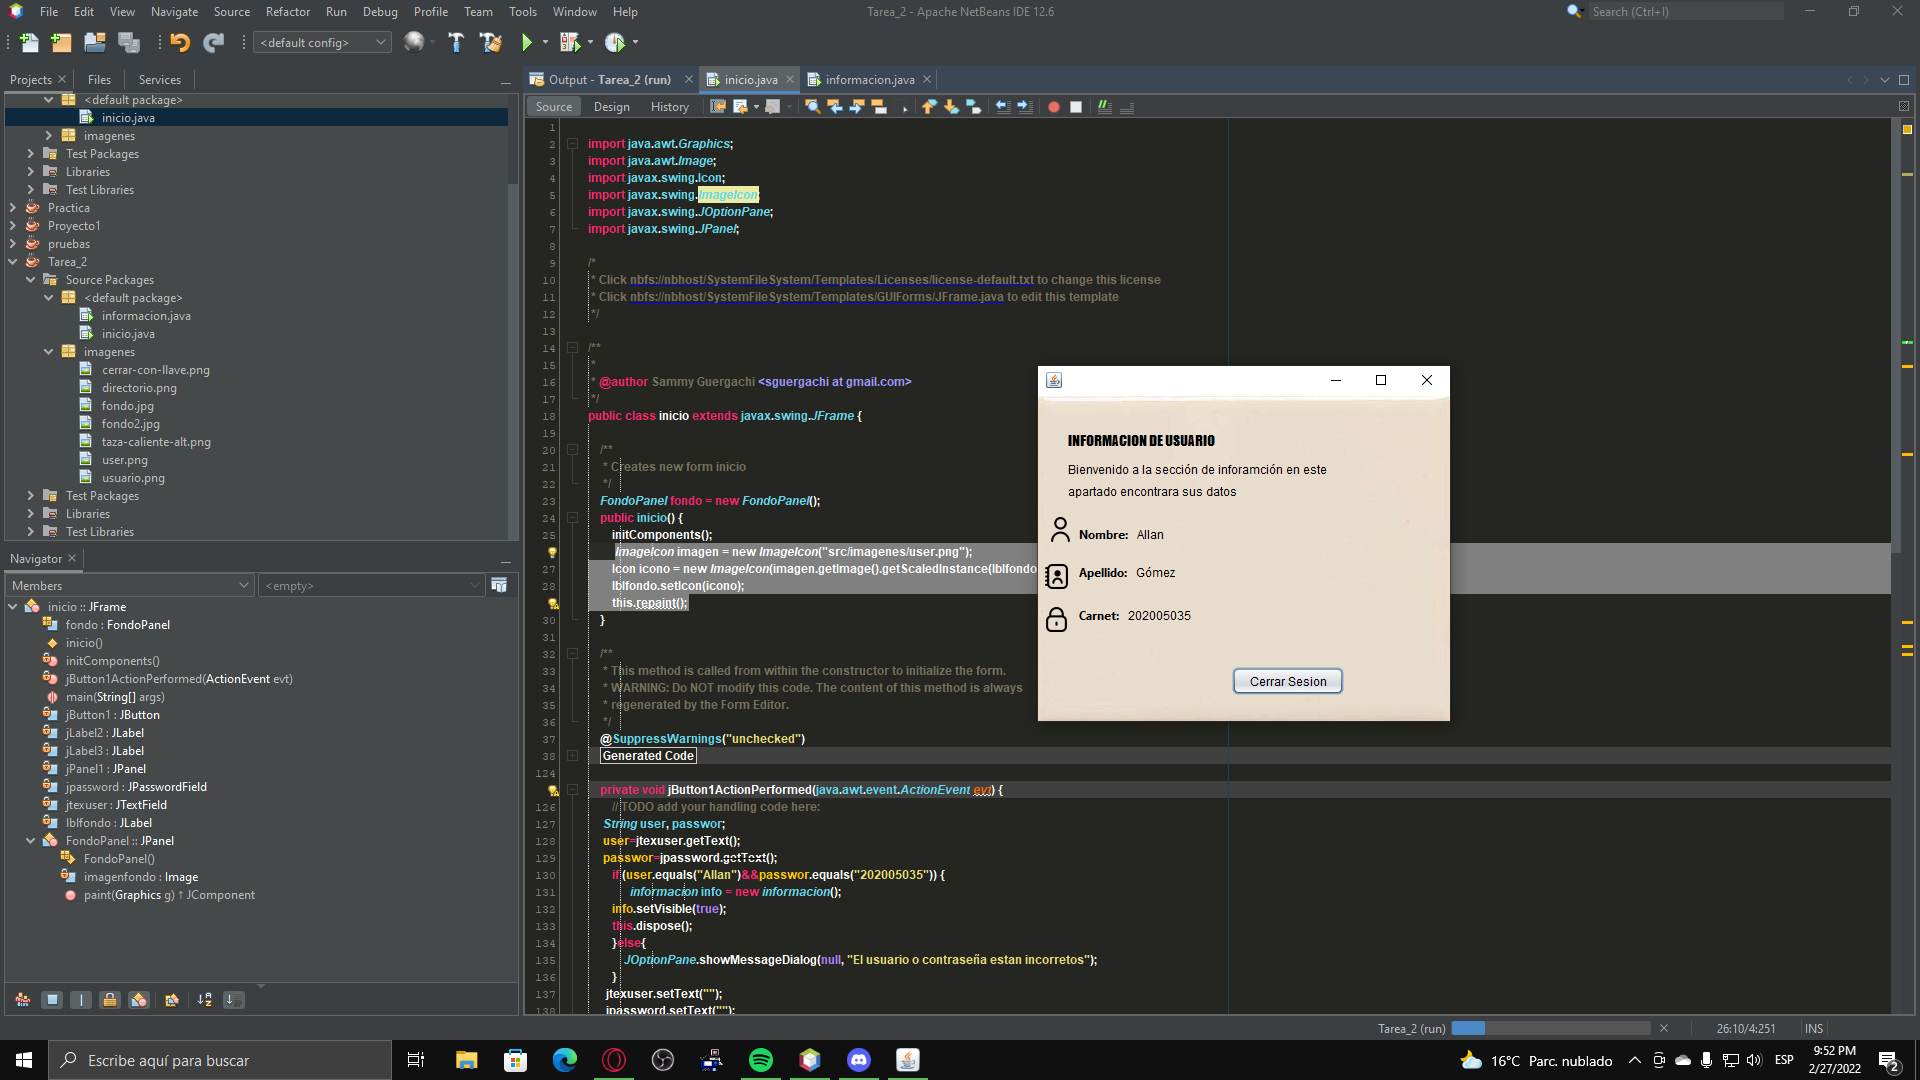 File Edit View Navigate Source Refactor Run Debug Profile Team Tools Window Help
Tarea_2 - Apache NetBeans IDE 12.6
Search (Ctrl+I)
<default config>
Projects
Files
Services
<default package>
inicio.java
imagenes
Test Packages
Libraries
Test Libraries
Practica
Proyecto1
pruebas
Tarea_2
Source Packages
<default package>
informacion.java
inicio.java
imagenes
cerrar-con-llave.png
directorio.png
fondo.jpg
fondo2.jpg
taza-caliente-alt.png
user.png
usuario.png
Test Packages
Libraries
Test Libraries
Navigator
Members
<empty>
inicio :: JFrame
fondo : FondoPanel
inicio()
initComponents()
jButton1ActionPerformed(ActionEvent evt)
main(String[] args)
jButton1 : JButton
jLabel2 : JLabel
jLabel3 : JLabel
jPanel1 : JPanel
jpassword : JPasswordField
jtexuser : JTextField
lblfondo : JLabel
FondoPanel :: JPanel
FondoPanel()
imagenfondo : Image
paint(Graphics g) ↑ JComponent
Output - Tarea_2 (run)
inicio.java
informacion.java
Source Design History
1
2 import java.awt.Graphics;
3 import java.awt.Image;
4 import javax.swing.Icon;
5 import javax.swing.ImageIcon;
6 import javax.swing.JOptionPane;
7 import javax.swing.JPanel;
8
9 /*
10 * Click nbfs://nbhost/SystemFileSystem/Templates/Licenses/license-default.txt to change this license
11 * Click nbfs://nbhost/SystemFileSystem/Templates/GUIForms/JFrame.java to edit this template
12 */
13
14 /**
15 *
16 * @author Sammy Guergachi <sguergachi at gmail.com>
17 */
18 public class inicio extends javax.swing.JFrame {
19
20 /**
21 * Creates new form inicio
22 */
23 FondoPanel fondo = new FondoPanel();
24 public inicio() {
25 initComponents();
ImageIcon imagen = new ImageIcon("src/imagenes/user.png");
27 Icon icono = new ImageIcon(imagen.getImage().getScaledInstance(lblfondo
28 lblfondo.setIcon(icono);
this.repaint();
30 }
31
32 /**
33 * This method is called from within the constructor to initialize the form.
34 * WARNING: Do NOT modify this code. The content of this method is always
35 * regenerated by the Form Editor.
36 */
37 @SuppressWarnings("unchecked")
38 Generated Code
124
private void jButton1ActionPerformed(java.awt.event.ActionEvent evt) {
126 // TODO add your handling code here:
127 String user, passwor;
128 user=jtexuser.getText();
129 passwor=jpassword.getText();
130 if(user.equals("Allan")&&passwor.equals("202005035")) {
131 informacion info = new informacion();
132 info.setVisible(true);
133 this.dispose();
134 }else{
135 JOptionPane.showMessageDialog(null, "El usuario o contraseña estan incorretos");
136 }
137 jtexuser.setText("");
138 jpassword.setText("");
INFORMACION DE USUARIO
Bienvenido a la sección de inforamción en este
apartado encontrara sus datos
Nombre: Allan
Apellido: Gómez
Carnet: 202005035
Cerrar Sesion
Tarea_2 (run)
26:10/4:251
INS
Escribe aquí para buscar
16°C Parc. nublado
ESP
9:52 PM
2/27/2022
2